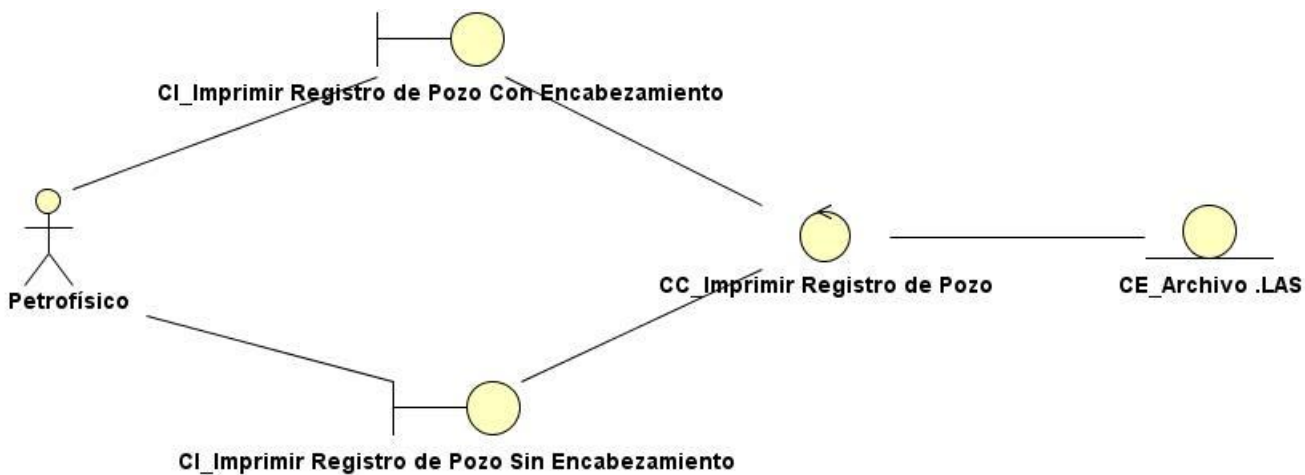 CI_Imprimir Registro de Pozo Con Encabezamiento
Petrofísico
CC_Imprimir Registro de Pozo
CE_Archivo .LAS
CI_Imprimir Registro de Pozo Sin Encabezamiento